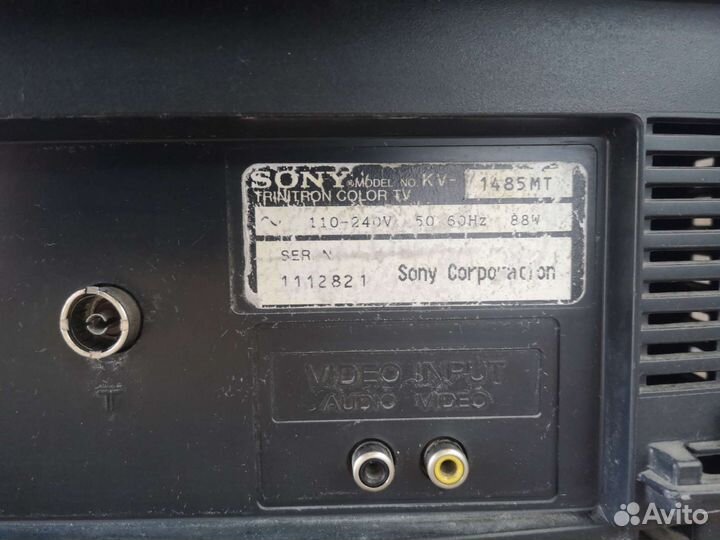 SONY ® MODEL NO. KV- 1485MT
TRINITRON COLOR TV
~ 110-240V 50 60Hz 88W
SER N
1112821 Sony Corporation
VIDEO INPUT
AUDIO VIDEO
Avito